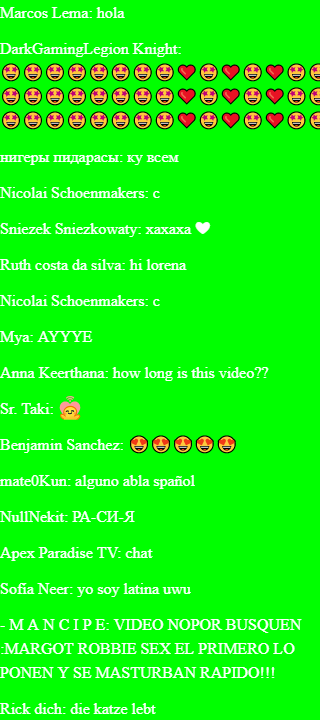 Marcos Lema: hola
DarkGamingLegion Knight:
🤩🤩🤩🤩🤩🤩🤩🤩❤️🤩❤️🤩❤️🤩🤩
🤩🤩🤩🤩🤩🤩🤩🤩❤️🤩❤️🤩❤️🤩🤩
🤩🤩🤩🤩🤩🤩🤩🤩❤️🤩❤️🤩❤️🤩🤩
нигеры пидарасы: ку всем
Nicolai Schoenmakers: c
Sniezek Sniezkowaty: xaxaxa 🤍
Ruth costa da silva: hi lorena
Nicolai Schoenmakers: c
Mya: AYYYE
Anna Keerthana: how long is this video??
Sr. Taki:
Benjamin Sanchez: 😍😍😍😍😍
mate0Kun: alguno abla spañol
NullNekit: РА-СИ-Я
Apex Paradise TV: chat
Sofia Neer: yo soy latina uwu
- M A N C I P E: VIDEO NOPOR BUSQUEN
:MARGOT ROBBIE SEX EL PRIMERO LO
PONEN Y SE MASTURBAN RAPIDO!!!
Rick dich: die katze lebt